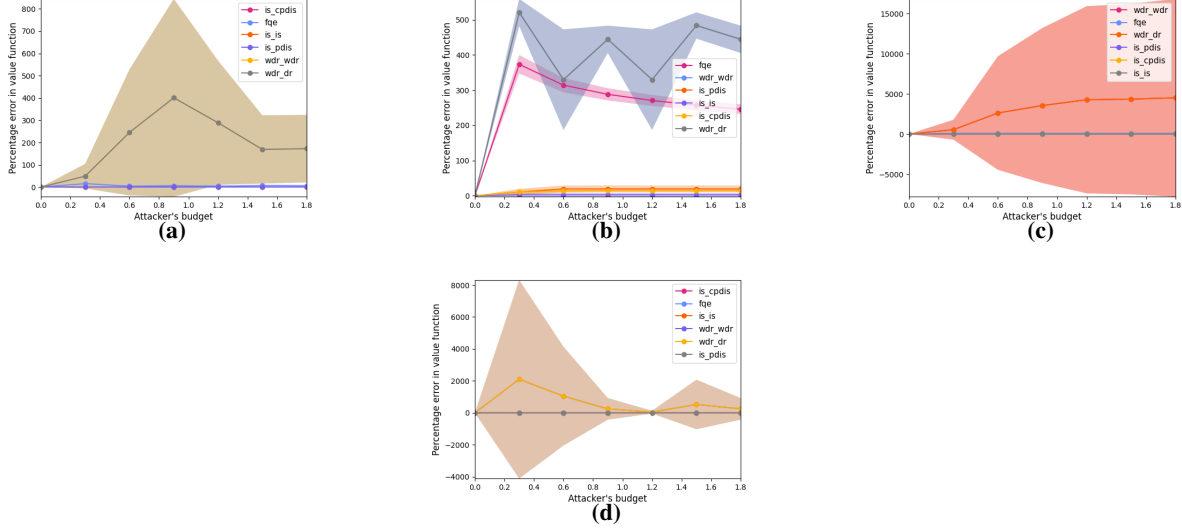 800
600
400
200
0
0.0 0.2 0.4 0.6 0.8 1.0 1.2 1.4 1.6 1.8
Percentage error in value function
Attacker's budget
is_cpdis
fqe
is_is
is_pdis
wdr_wdr
wdr_dr
(a)
500
400
300
200
100
0
0.0 0.2 0.4 0.6 0.8 1.0 1.2 1.4 1.6 1.8
Percentage error in value function
Attacker's budget
fqe
wdr_wdr
is_pdis
is_is
is_cpdis
wdr_dr
(b)
15000
10000
5000
0
−5000
0.0 0.2 0.4 0.6 0.8 1.0 1.2 1.4 1.6 1.8
Percentage error in value function
Attacker's budget
wdr_wdr
fqe
wdr_dr
is_pdis
is_cpdis
is_is
(c)
8000
6000
4000
2000
0
−2000
−4000
0.0 0.2 0.4 0.6 0.8 1.0 1.2 1.4 1.6 1.8
Percentage error in value function
Attacker's budget
is_cpdis
fqe
is_is
wdr_wdr
wdr_dr
is_pdis
(d)